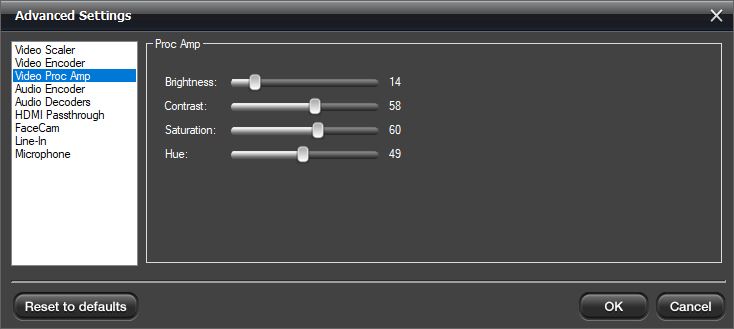 Advanced Settings
Video Scaler
Video Encoder
Video Proc Amp
Audio Encoder
Audio Decoders
HDMI Passthrough
FaceCam
Line-In
Microphone
Proc Amp
Brightness: 14
Contrast: 58
Saturation: 60
Hue: 49
Reset to defaults
OK
Cancel